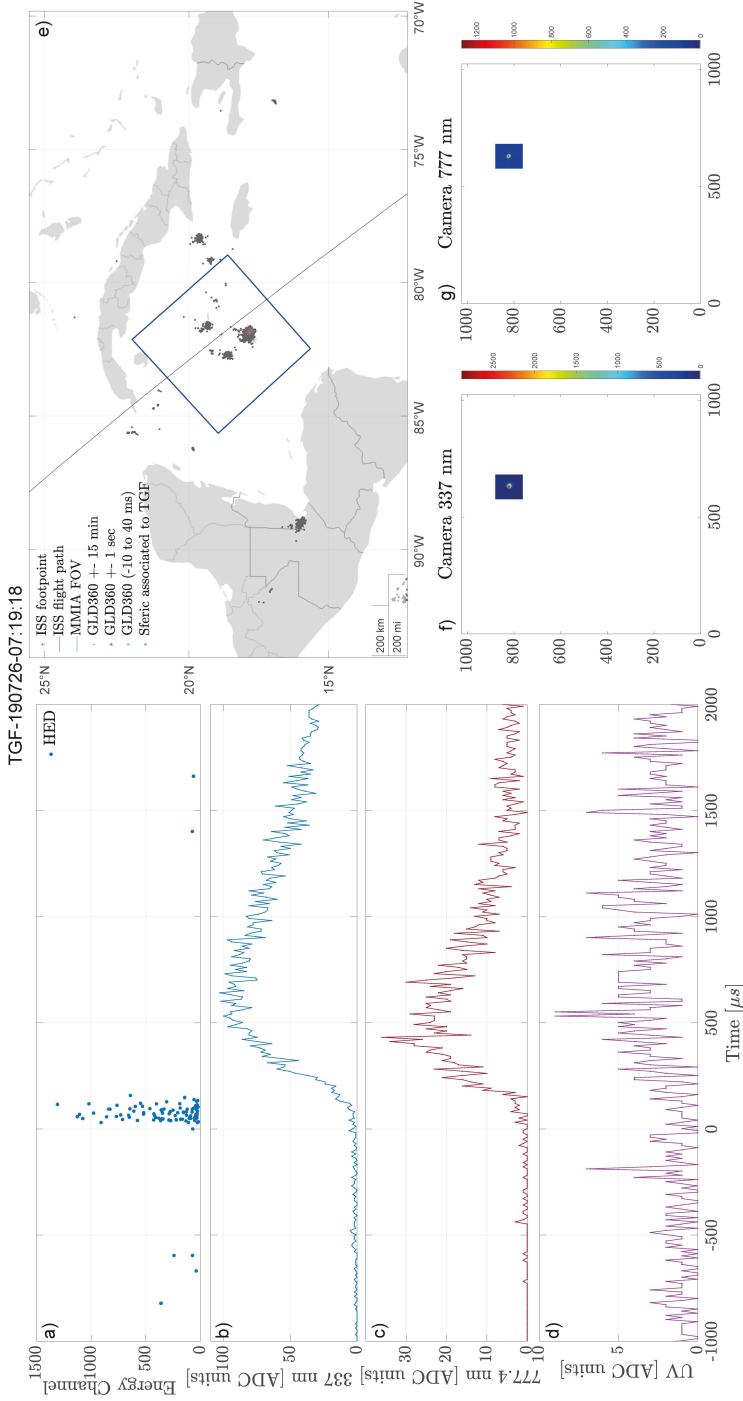 TGF-190726-07:19:18
a)
HED
Energy Channel
1500
1000
500
0
b)
337 nm [ADC units]
100
50
0
c)
777.4 nm [ADC units]
30
20
10
0
d)
UV [ADC units]
10
5
0
-1000
-500
0
500
1000
1500
2000
Time [μs]
e)
ISS footpoint
ISS flight path
MMIA FOV
GLD360 +- 15 min
GLD360 +- 1 sec
GLD360 (-10 to 40 ms)
Sferic associated to TGF
25°N
20°N
15°N
90°W
85°W
80°W
75°W
70°W
200 km
200 mi
f) Camera 337 nm
1000
800
600
400
200
0
0
500
1000
2500
2000
1500
1000
500
0
g) Camera 777 nm
1000
800
600
400
200
0
0
500
1000
1200
1000
800
600
400
200
0